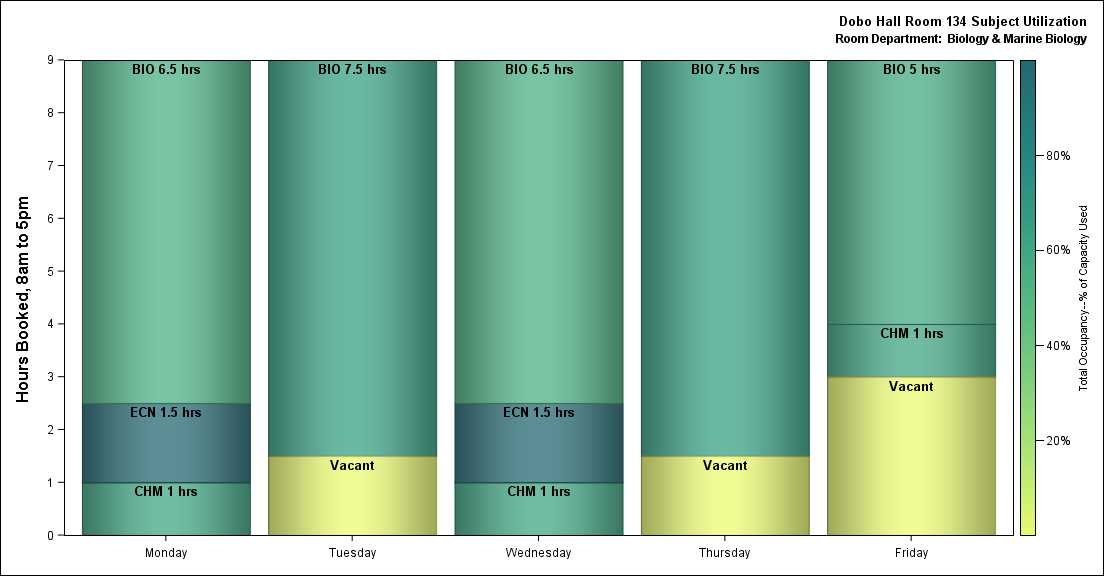 Dobo Hall Room 134 Subject Utilization
Room Department: Biology & Marine Biology
Hours Booked, 8am to 5pm
9
8
7
6
5
4
3
2
1
0
BIO 6.5 hrs
ECN 1.5 hrs
CHM 1 hrs
BIO 7.5 hrs
Vacant
BIO 6.5 hrs
ECN 1.5 hrs
CHM 1 hrs
BIO 7.5 hrs
Vacant
BIO 5 hrs
CHM 1 hrs
Vacant
Monday
Tuesday
Wednesday
Thursday
Friday
80%
60%
40%
20%
Total Occupancy--% of Capacity Used